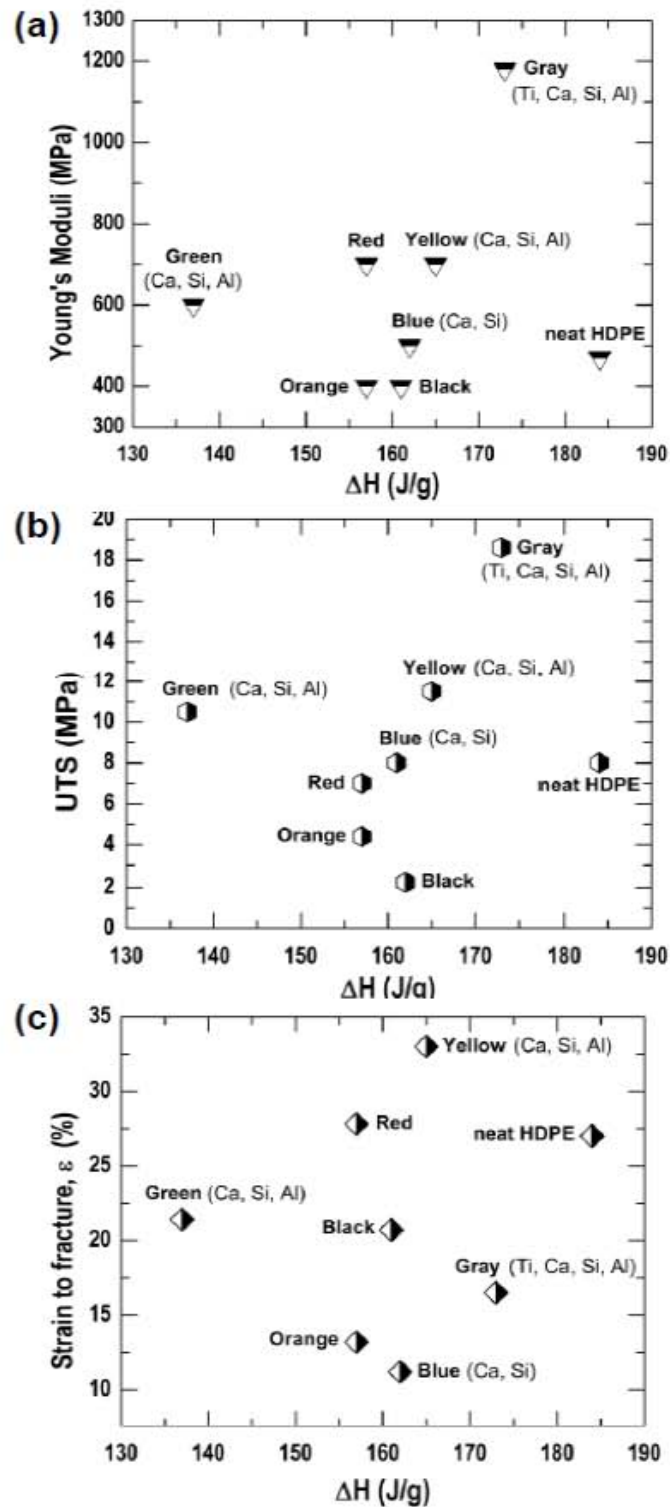 (a)
1300
1200
1000
800
600
400
300
Young's Moduli (MPa)
Gray
(Ti, Ca, Si, Al)
Red
Yellow (Ca, Si, Al)
Green
(Ca, Si, Al)
Blue (Ca, Si)
neat HDPE
Orange
Black
130 140 150 160 170 180 190
ΔH (J/g)
(b)
20
18
16
14
12
10
8
6
4
2
0
UTS (MPa)
Gray
(Ti, Ca, Si, Al)
Yellow (Ca, Si, Al)
Green (Ca, Si, Al)
Blue (Ca, Si)
Red
neat HDPE
Orange
Black
130 140 150 160 170 180 190
ΔH (J/g)
(c)
35
30
25
20
15
10
Strain to fracture, ε (%)
Yellow (Ca, Si, Al)
Red
neat HDPE
Green (Ca, Si, Al)
Black
Gray (Ti, Ca, Si, Al)
Orange
Blue (Ca, Si)
130 140 150 160 170 180 190
ΔH (J/g)